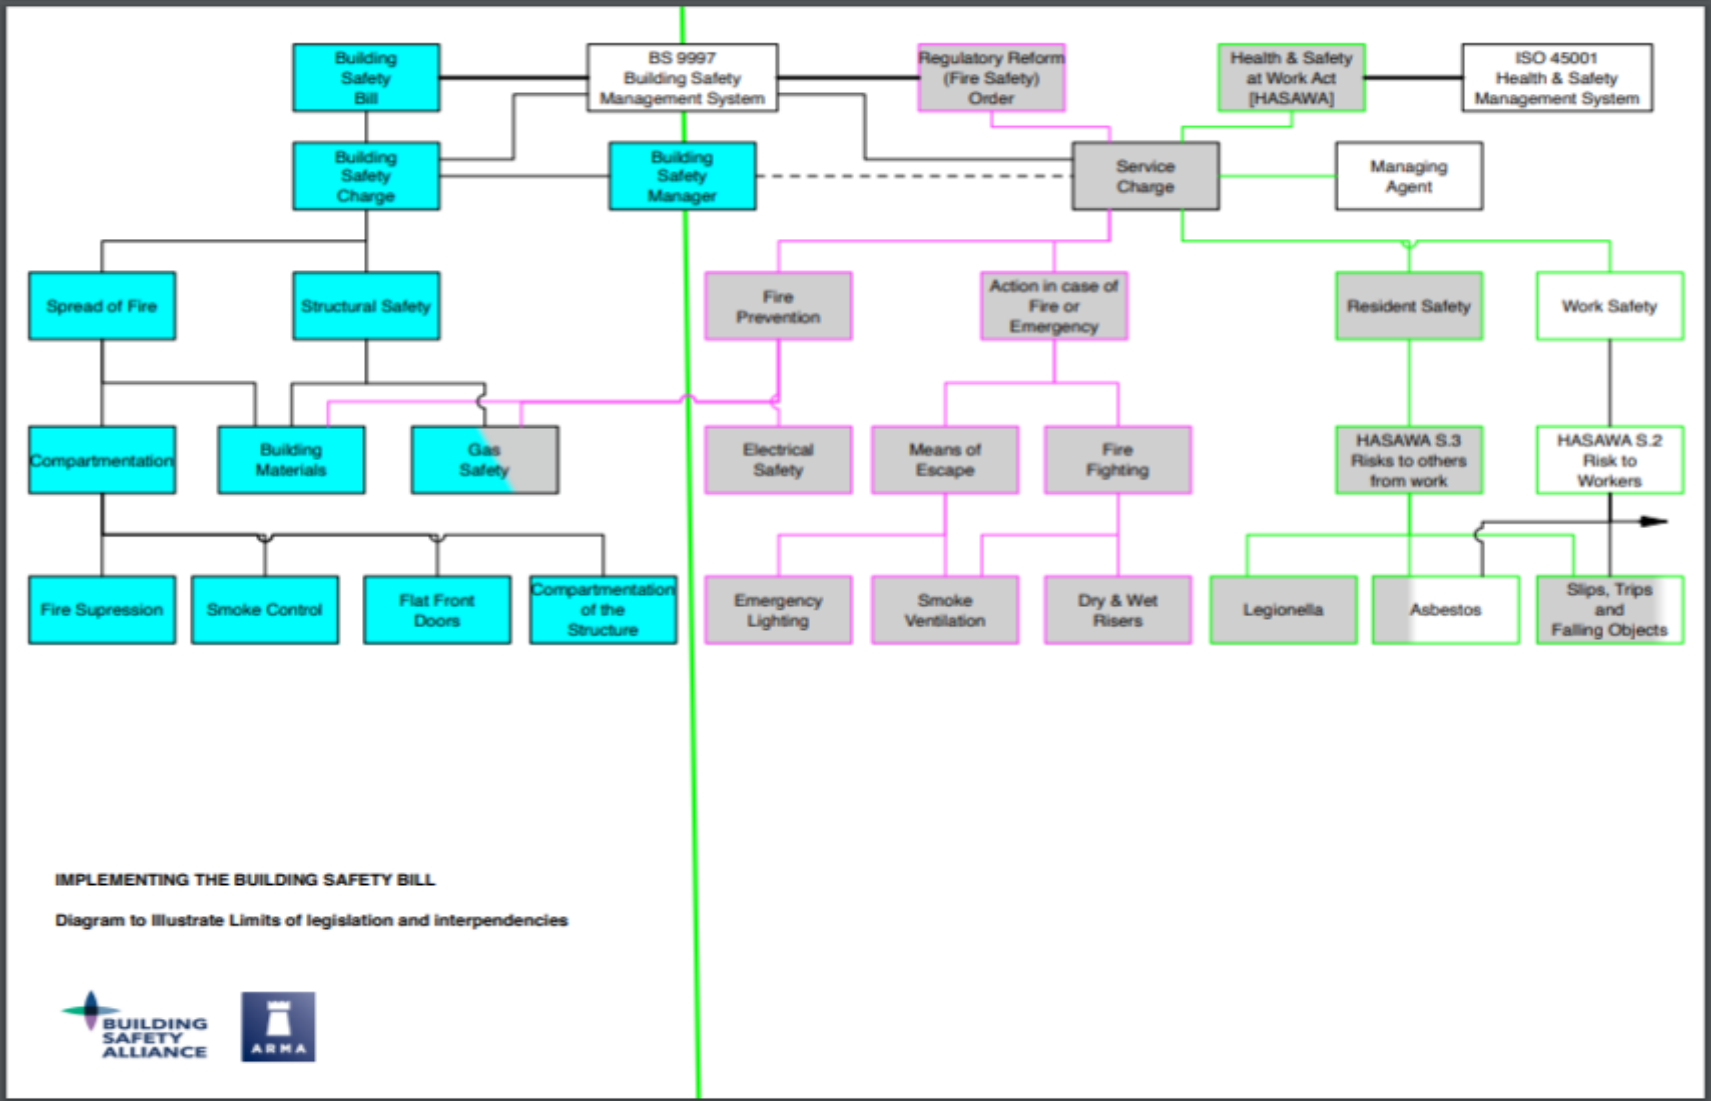 Building
Safety
Bill
BS 9997
Building Safety
Management System
Regulatory Reform
(Fire Safety)
Order
Health & Safety
at Work Act
[HASAWA]
ISO 45001
Health & Safety
Management System
Building
Safety
Charge
Building
Safety
Manager
Service
Charge
Managing
Agent
Spread of Fire
Structural Safety
Fire
Prevention
Action in case of
Fire or
Emergency
Resident Safety
Work Safety
Compartmentation
Building
Materials
Gas
Safety
Electrical
Safety
Means of
Escape
Fire
Fighting
HASAWA S.3
Risks to others
from work
HASAWA S.2
Risk to
Workers
Fire Supression
Smoke Control
Flat Front
Doors
Compartmentation
of the
Structure
Emergency
Lighting
Smoke
Ventilation
Dry & Wet
Risers
Legionella
Asbestos
Slips, Trips
and
Falling Objects
IMPLEMENTING THE BUILDING SAFETY BILL
Diagram to Illustrate Limits of legislation and interpendencies
BUILDING
SAFETY
ALLIANCE
ARMA